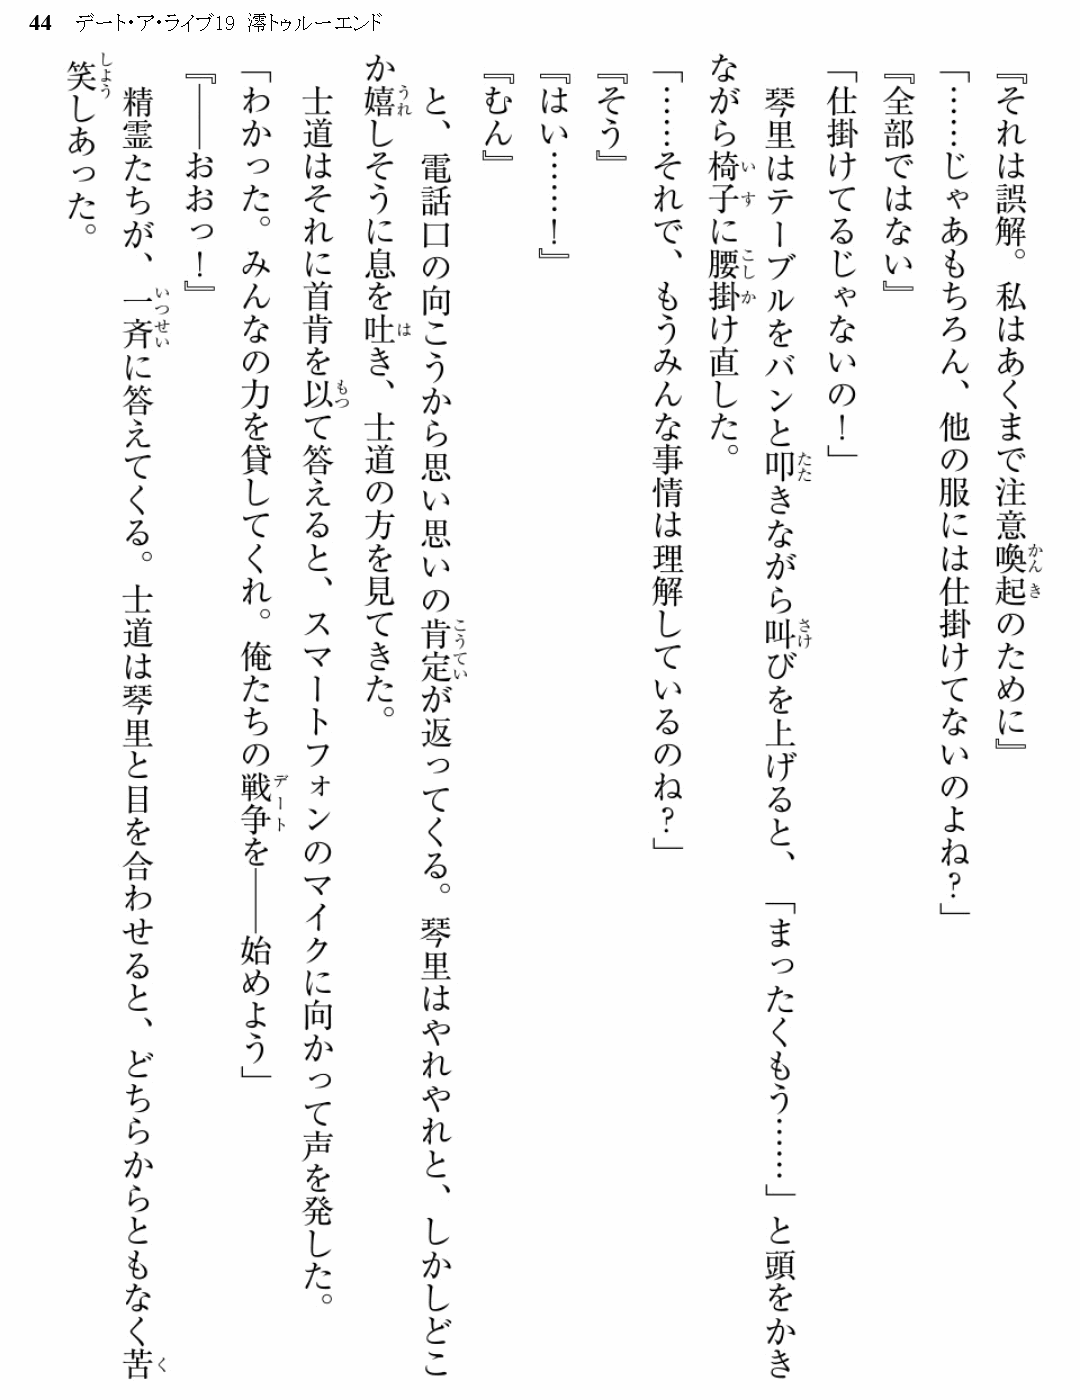 44 デート・ア・ライブ19 澪トゥルーエンド
『それは誤解。私はあくまで注意喚起のために』
「……じゃあもちろん、他の服には仕掛けてないのよね？」
『全部ではない』
「仕掛けてるじゃないの！」
琴里はテーブルをバンと叩きながら叫びを上げると、「まったくもう……」と頭をかき
ながら椅子に腰掛け直した。
「……それで、もうみんな事情は理解しているのね？」
『そう』
『はい……！』
『むん』
と、電話口の向こうから思い思いの肯定が返ってくる。琴里はやれやれと、しかしどこ
か嬉しそうに息を吐き、士道の方を見てきた。
士道はそれに首肯を以て答えると、スマートフォンのマイクに向かって声を発した。
「わかった。みんなの力を貸してくれ。俺たちの戦争を――始めよう」
『――おおっ！』
精霊たちが、一斉に答えてくる。士道は琴里と目を合わせると、どちらからともなく苦
笑しあった。